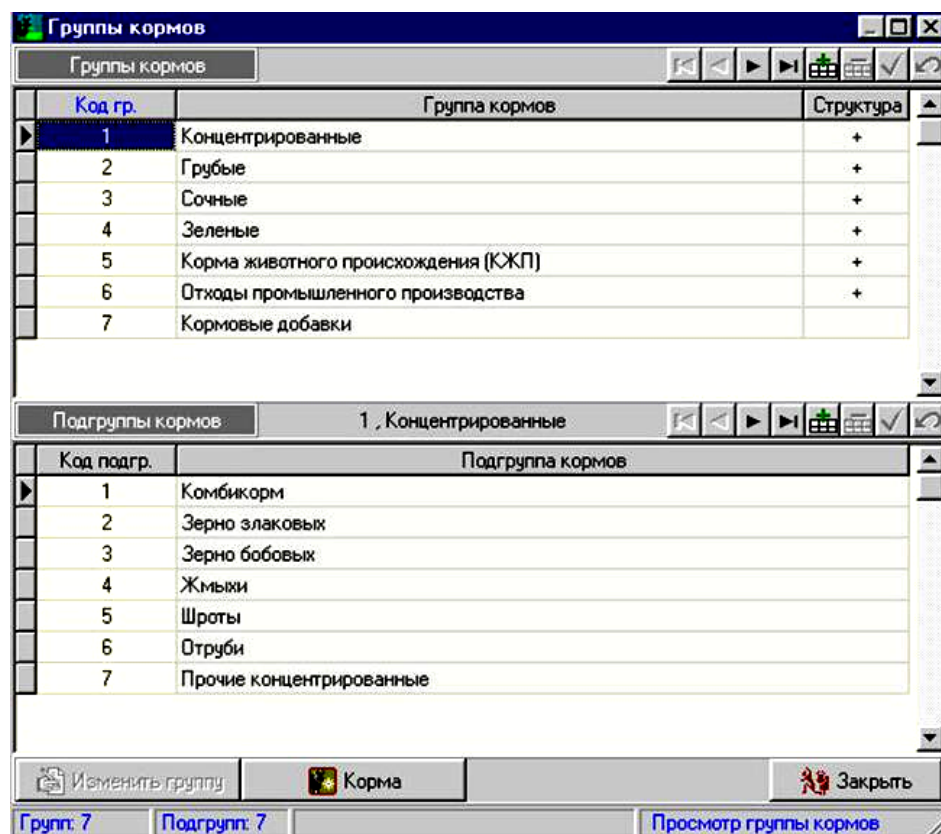 Группы кормов
Группы кормов
Код гр. Группа кормов Структура
1 Концентрированные +
2 Грубые +
3 Сочные +
4 Зеленые +
5 Корма животного происхождения (КЖП) +
6 Отходы промышленного производства +
7 Кормовые добавки
Подгруппы кормов 1 , Концентрированные
Код подгр. Подгруппа кормов
1 Комбикорм
2 Зерно злаковых
3 Зерно бобовых
4 Жмыхи
5 Шроты
6 Отруби
7 Прочие концентрированные
Изменить группу Корма Закрыть
Групп: 7 Подгрупп: 7 Просмотр группы кормов